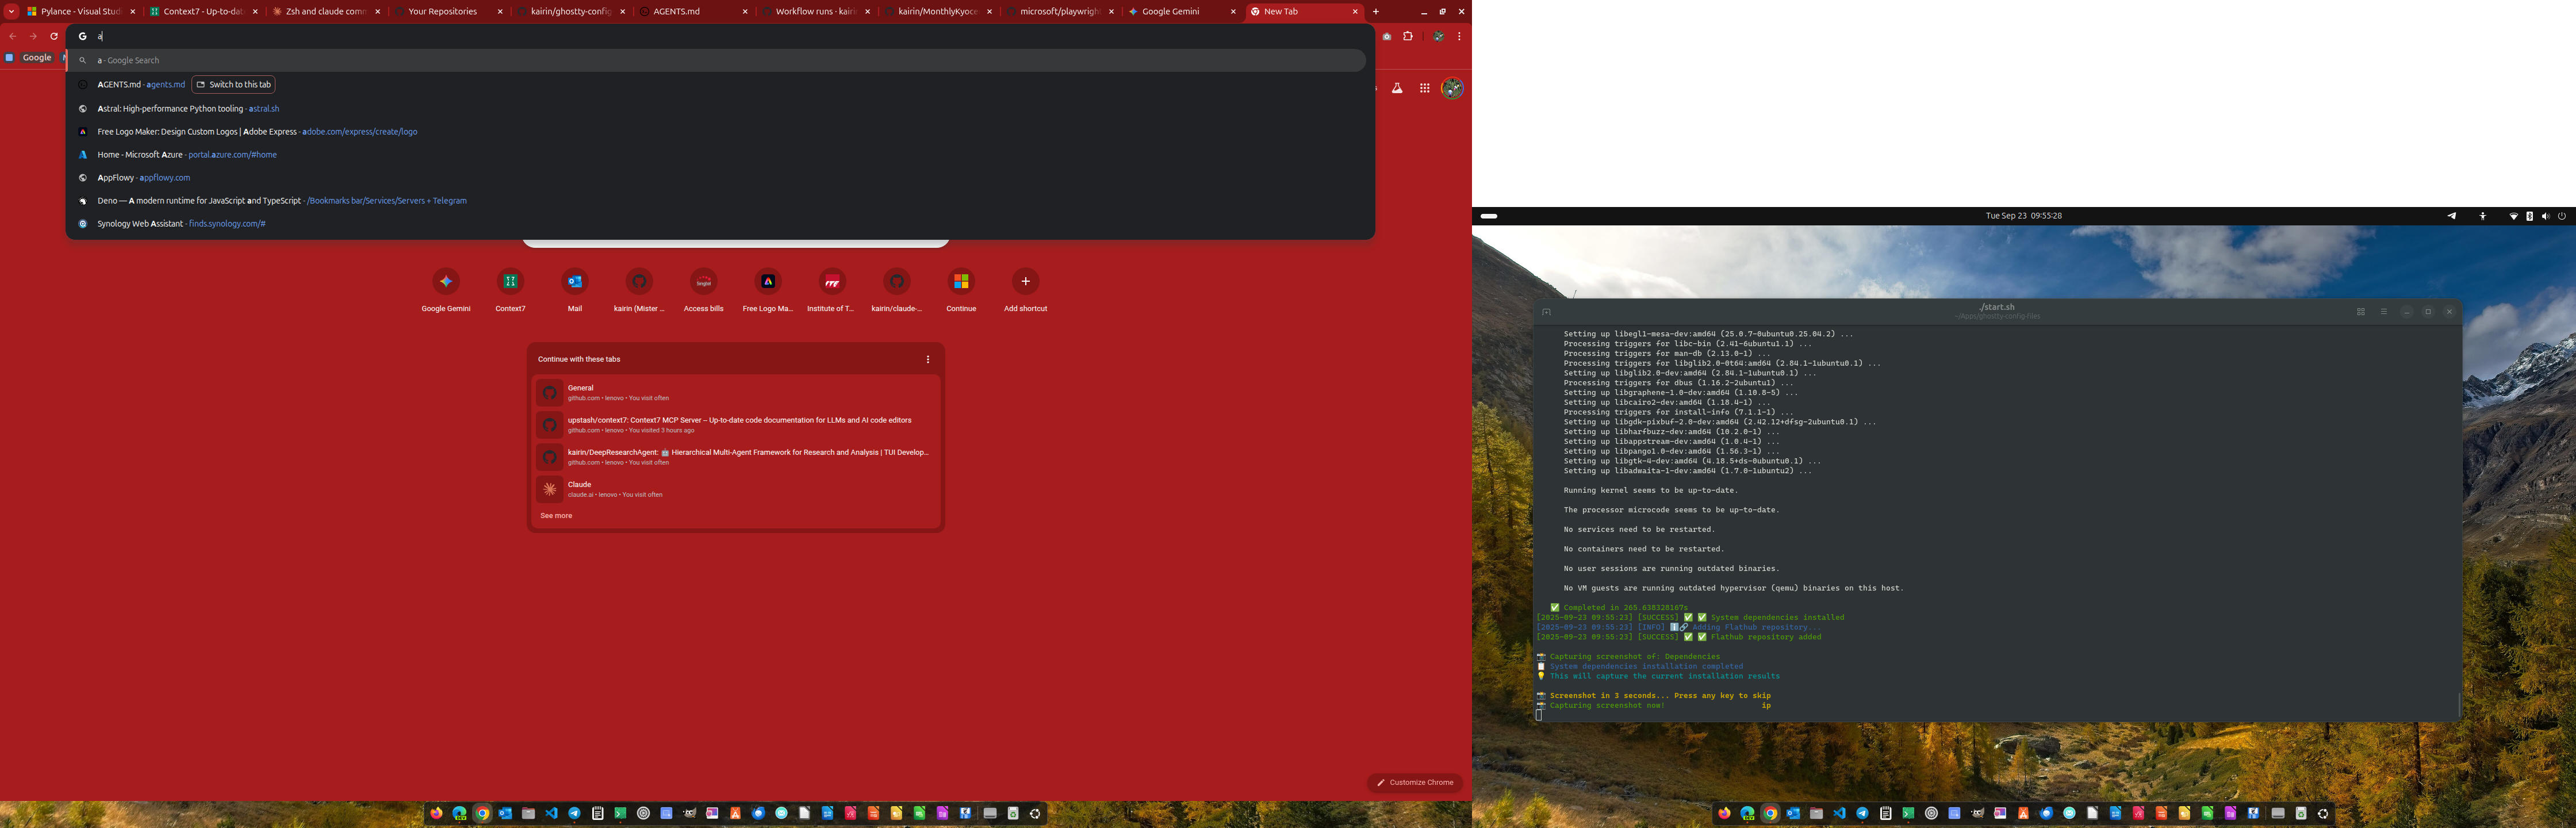 Pylance - Visual Stud
Context7 - Up-to-dat
Zsh and claude comm
Your Repositories
kairin/ghostty-config
AGENTS.md
Workflow runs · kairi
kairin/MonthlyKyoce
microsoft/playwright
Google Gemini
New Tab
a
Google
a - Google Search
AGENTS.md - agents.md Switch to this tab
Astral: High-performance Python tooling - astral.sh
Free Logo Maker: Design Custom Logos | Adobe Express - adobe.com/express/create/logo
Home - Microsoft Azure - portal.azure.com/#home
AppFlowy - appflowy.com
Deno — A modern runtime for JavaScript and TypeScript - /Bookmarks bar/Services/Servers + Telegram
Synology Web Assistant - finds.synology.com/#
Google Gemini
Context7
Mail
kairin (Mister ...
Access bills
Free Logo Ma...
Institute of T...
kairin/claude-...
Continue
Add shortcut
Continue with these tabs
General
github.com • lenovo • You visit often
upstash/context7: Context7 MCP Server -- Up-to-date code documentation for LLMs and AI code editors
github.com • lenovo • You visited 3 hours ago
kairin/DeepResearchAgent: 🤖 Hierarchical Multi-Agent Framework for Research and Analysis | TUI Develop...
github.com • lenovo • You visit often
Claude
claude.ai • lenovo • You visit often
See more
Customize Chrome
Tue Sep 23 09:55:28
./start.sh
~/Apps/ghostty-config-files
Setting up libegl1-mesa-dev:amd64 (25.0.7-0ubuntu0.25.04.2) ...
Processing triggers for libc-bin (2.41-6ubuntu1.1) ...
Processing triggers for man-db (2.13.0-1) ...
Processing triggers for libglib2.0-0t64:amd64 (2.84.1-1ubuntu0.1) ...
Setting up libglib2.0-dev:amd64 (2.84.1-1ubuntu0.1) ...
Processing triggers for dbus (1.16.2-2ubuntu1) ...
Setting up libgraphene-1.0-dev:amd64 (1.10.8-5) ...
Setting up libcairo2-dev:amd64 (1.18.4-1) ...
Processing triggers for install-info (7.1.1-1) ...
Setting up libgdk-pixbuf-2.0-dev:amd64 (2.42.12+dfsg-2ubuntu0.1) ...
Setting up libharfbuzz-dev:amd64 (10.2.0-1) ...
Setting up libappstream-dev:amd64 (1.0.4-1) ...
Setting up libpango1.0-dev:amd64 (1.56.3-1) ...
Setting up libgtk-4-dev:amd64 (4.18.5+ds-0ubuntu0.1) ...
Setting up libadwaita-1-dev:amd64 (1.7.0-1ubuntu2) ...
Running kernel seems to be up-to-date.
The processor microcode seems to be up-to-date.
No services need to be restarted.
No containers need to be restarted.
No user sessions are running outdated binaries.
No VM guests are running outdated hypervisor (qemu) binaries on this host.
✅ Completed in 265.638328167s
[2025-09-23 09:55:23] [SUCCESS] ✅ ✅ System dependencies installed
[2025-09-23 09:55:23] [INFO] ℹ️🔗 Adding Flathub repository...
[2025-09-23 09:55:23] [SUCCESS] ✅ ✅ Flathub repository added
📸 Capturing screenshot of: Dependencies
📋 System dependencies installation completed
💡 This will capture the current installation results
📸 Screenshot in 3 seconds... Press any key to skip
📸 Capturing screenshot now! ip